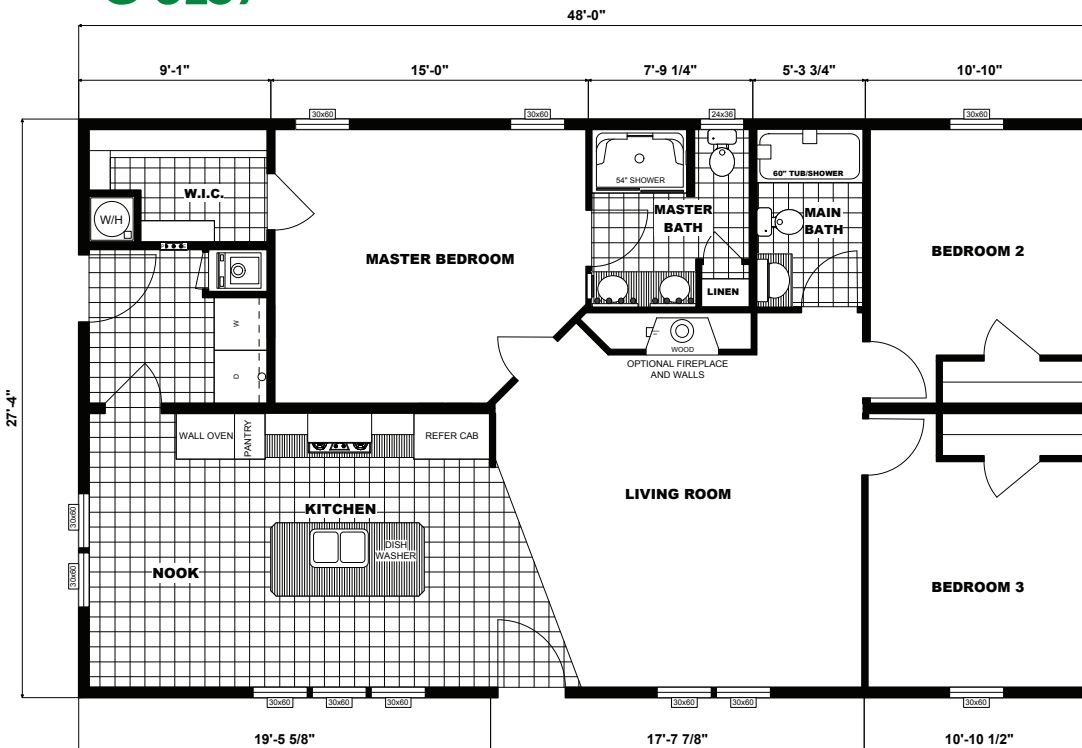 48'-0"
9'-1"
15'-0"
7'-9 1/4"
5'-3 3/4"
10'-10"
30x60
30x60
24x36
30x60
W.I.C.
W/H
54" SHOWER
60" TUB/SHOWER
MASTER
BATH
MAIN
BATH
MASTER BEDROOM
BEDROOM 2
LINEN
W
D
WOOD
OPTIONAL FIREPLACE
AND WALLS
27'-4"
WALL OVEN
PANTRY
REFER CAB
LIVING ROOM
KITCHEN
DISH
WASHER
NOOK
30x60
30x60
BEDROOM 3
30x60
30x60
30x60
30x60
30x60
30x60
19'-5 5/8"
17'-7 7/8"
10'-10 1/2"